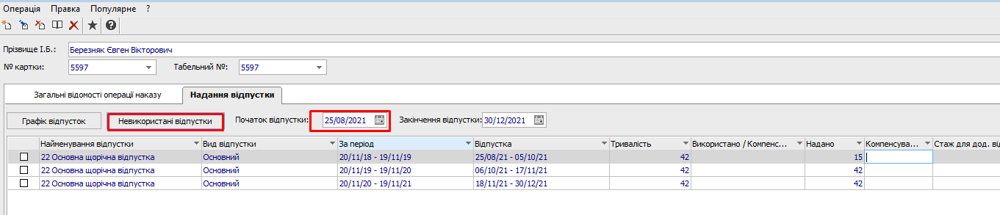 Операція Правка Популярне ?
Прізвище І.Б.: Березняк Євген Вікторович
№ картки: 5597 Табельний №: 5597
Загальні відомості операції наказу Надання відпустки
Графік відпусток Невикористані відпустки Початок відпустки: 25/08/2021 Закінчення відпустки: 30/12/2021
Найменування відпустки Вид відпустки За період Відпустка Тривалість Використано / Компенс... Надано Компенсува... Стаж для дод. від
22 Основна щорічна відпустка Основний 20/11/18 - 19/11/19 25/08/21 - 05/10/21 42 15
22 Основна щорічна відпустка Основний 20/11/19 - 19/11/20 06/10/21 - 17/11/21 42 42
22 Основна щорічна відпустка Основний 20/11/20 - 19/11/21 18/11/21 - 30/12/21 42 42